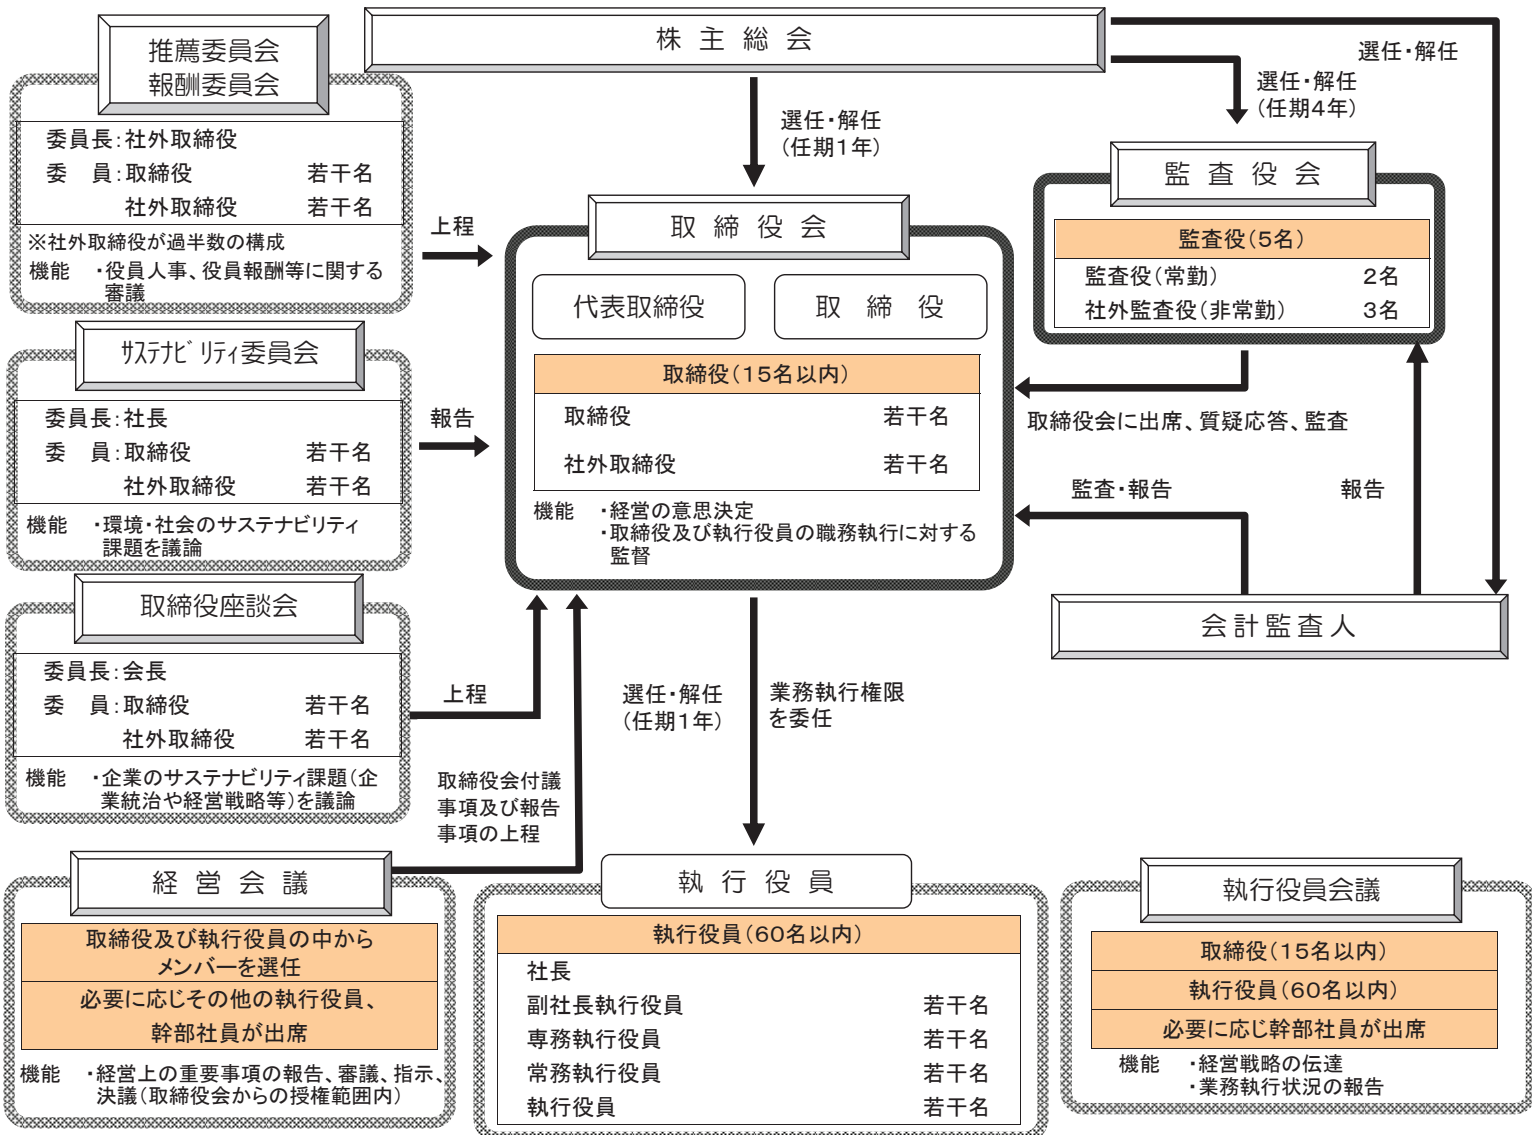 株主総会
選任・解任
選任・解任
(任期4年)
選任・解任
(任期1年)
推薦委員会
報酬委員会
委員長:社外取締役
委　員:取締役　若干名
社外取締役　若干名
※社外取締役が過半数の構成
機能　・役員人事、役員報酬等に関する
審議
上程
サステナビリティ委員会
委員長:社長
委　員:取締役　若干名
社外取締役　若干名
機能　・環境・社会のサステナビリティ
課題を議論
報告
取締役座談会
委員長:会長
委　員:取締役　若干名
社外取締役　若干名
機能　・企業のサステナビリティ課題(企
業統治や経営戦略等)を議論
上程
取締役会
代表取締役　取締役
取締役(15名以内)
取締役　若干名
社外取締役　若干名
機能　・経営の意思決定
・取締役及び執行役員の職務執行に対する
監督
監査役会
監査役(5名)
監査役(常勤)　2名
社外監査役(非常勤)　3名
取締役会に出席、質疑応答、監査
監査・報告
報告
会計監査人
選任・解任
(任期1年)
業務執行権限
を委任
取締役会付議
事項及び報告
事項の上程
経営会議
取締役及び執行役員の中から
メンバーを選任
必要に応じその他の執行役員、
幹部社員が出席
機能　・経営上の重要事項の報告、審議、指示、
決議(取締役会からの授権範囲内)
執行役員
執行役員(60名以内)
社長
副社長執行役員　若干名
専務執行役員　若干名
常務執行役員　若干名
執行役員　若干名
執行役員会議
取締役(15名以内)
執行役員(60名以内)
必要に応じ幹部社員が出席
機能　・経営戦略の伝達
・業務執行状況の報告